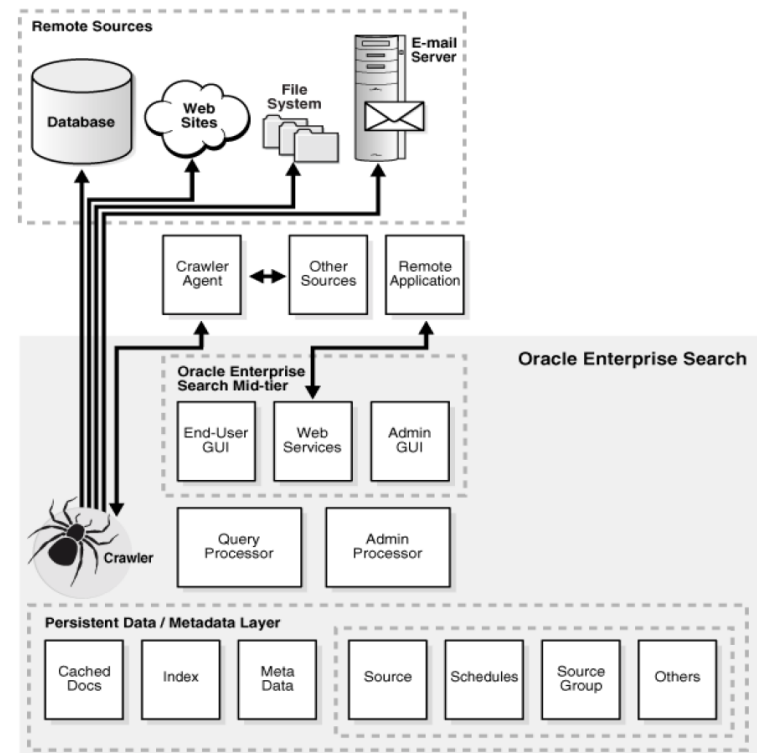 Remote Sources
E-mail
Server
Database
Web
Sites
File
System
Crawler
Agent
Other
Sources
Remote
Application
Oracle Enterprise Search
Oracle Enterprise
Search Mid-tier
End-User
GUI
Web
Services
Admin
GUI
Query
Processor
Admin
Processor
Crawler
Persistent Data / Metadata Layer
Cached
Docs
Index
Meta
Data
Source
Schedules
Source
Group
Others